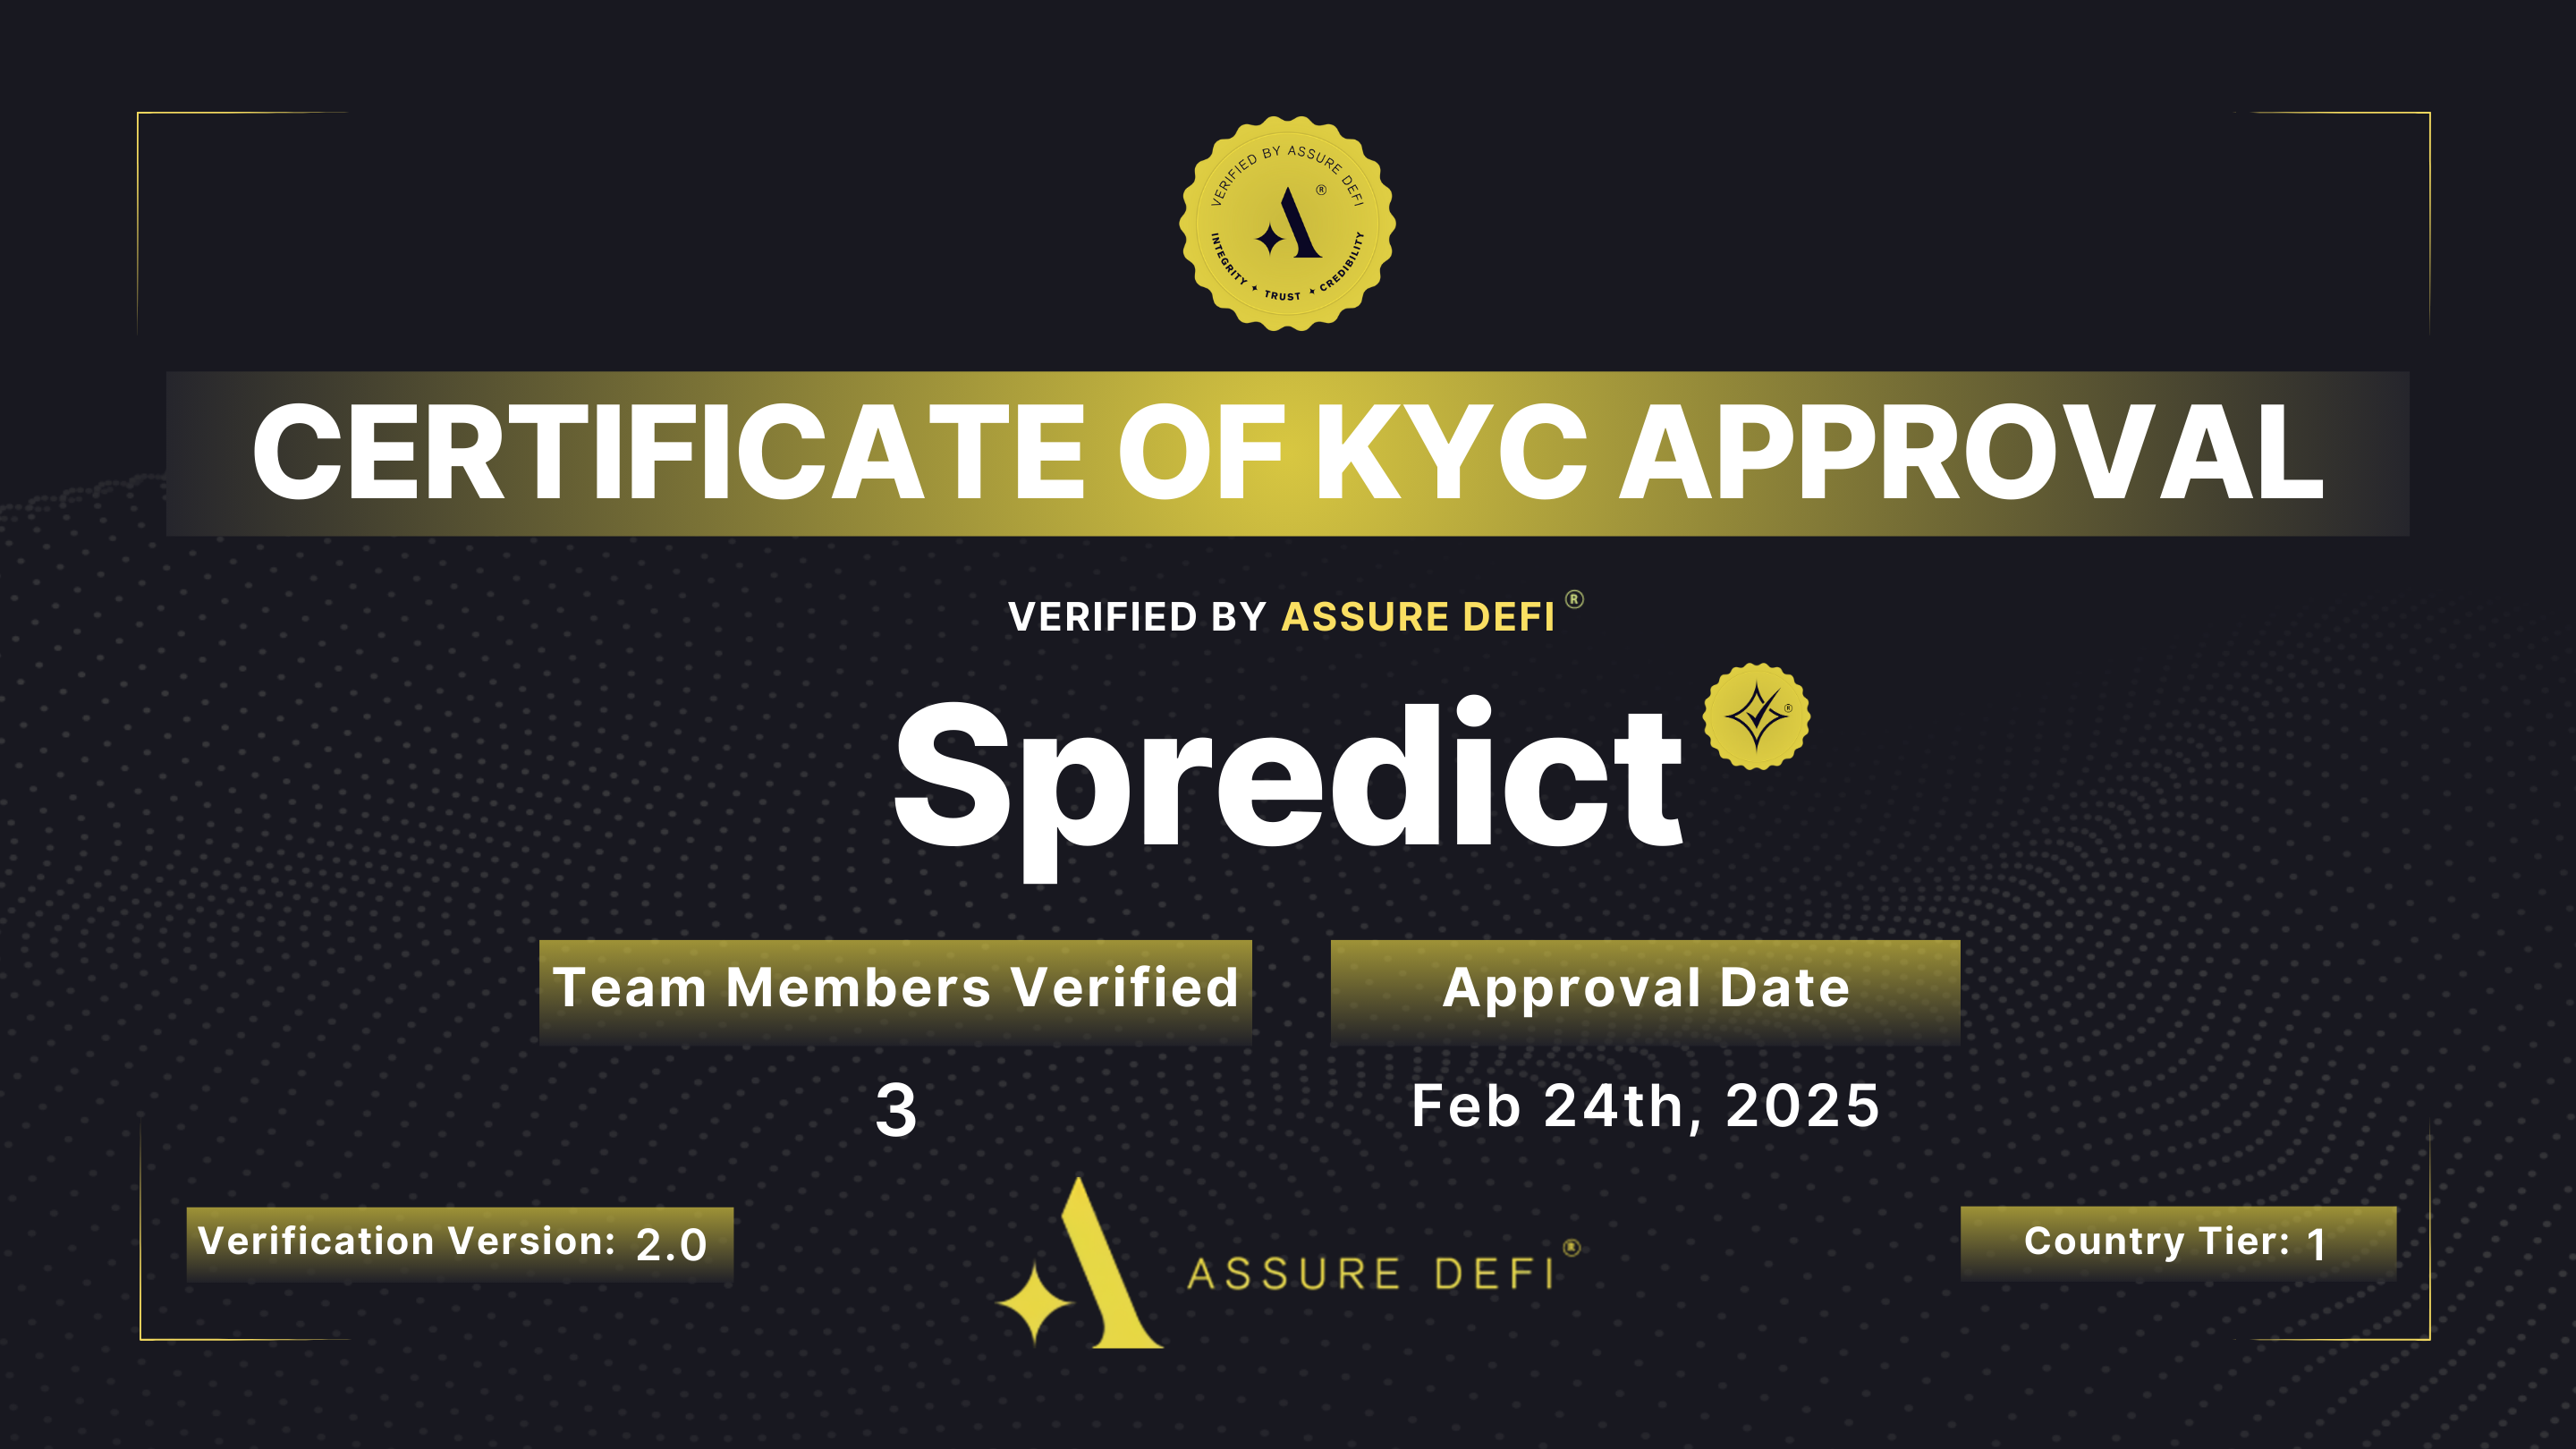 VERIFIED BY ASSURE DEFI
®
INTEGRITY ✦ TRUST ✦ CREDIBILITY
CERTIFICATE OF KYC APPROVAL
VERIFIED BY ASSURE DEFI ®
Spredict
®
Team Members Verified
3
Approval Date
Feb 24th, 2025
Verification Version: 2.0
ASSURE DEFI ®
Country Tier: 1